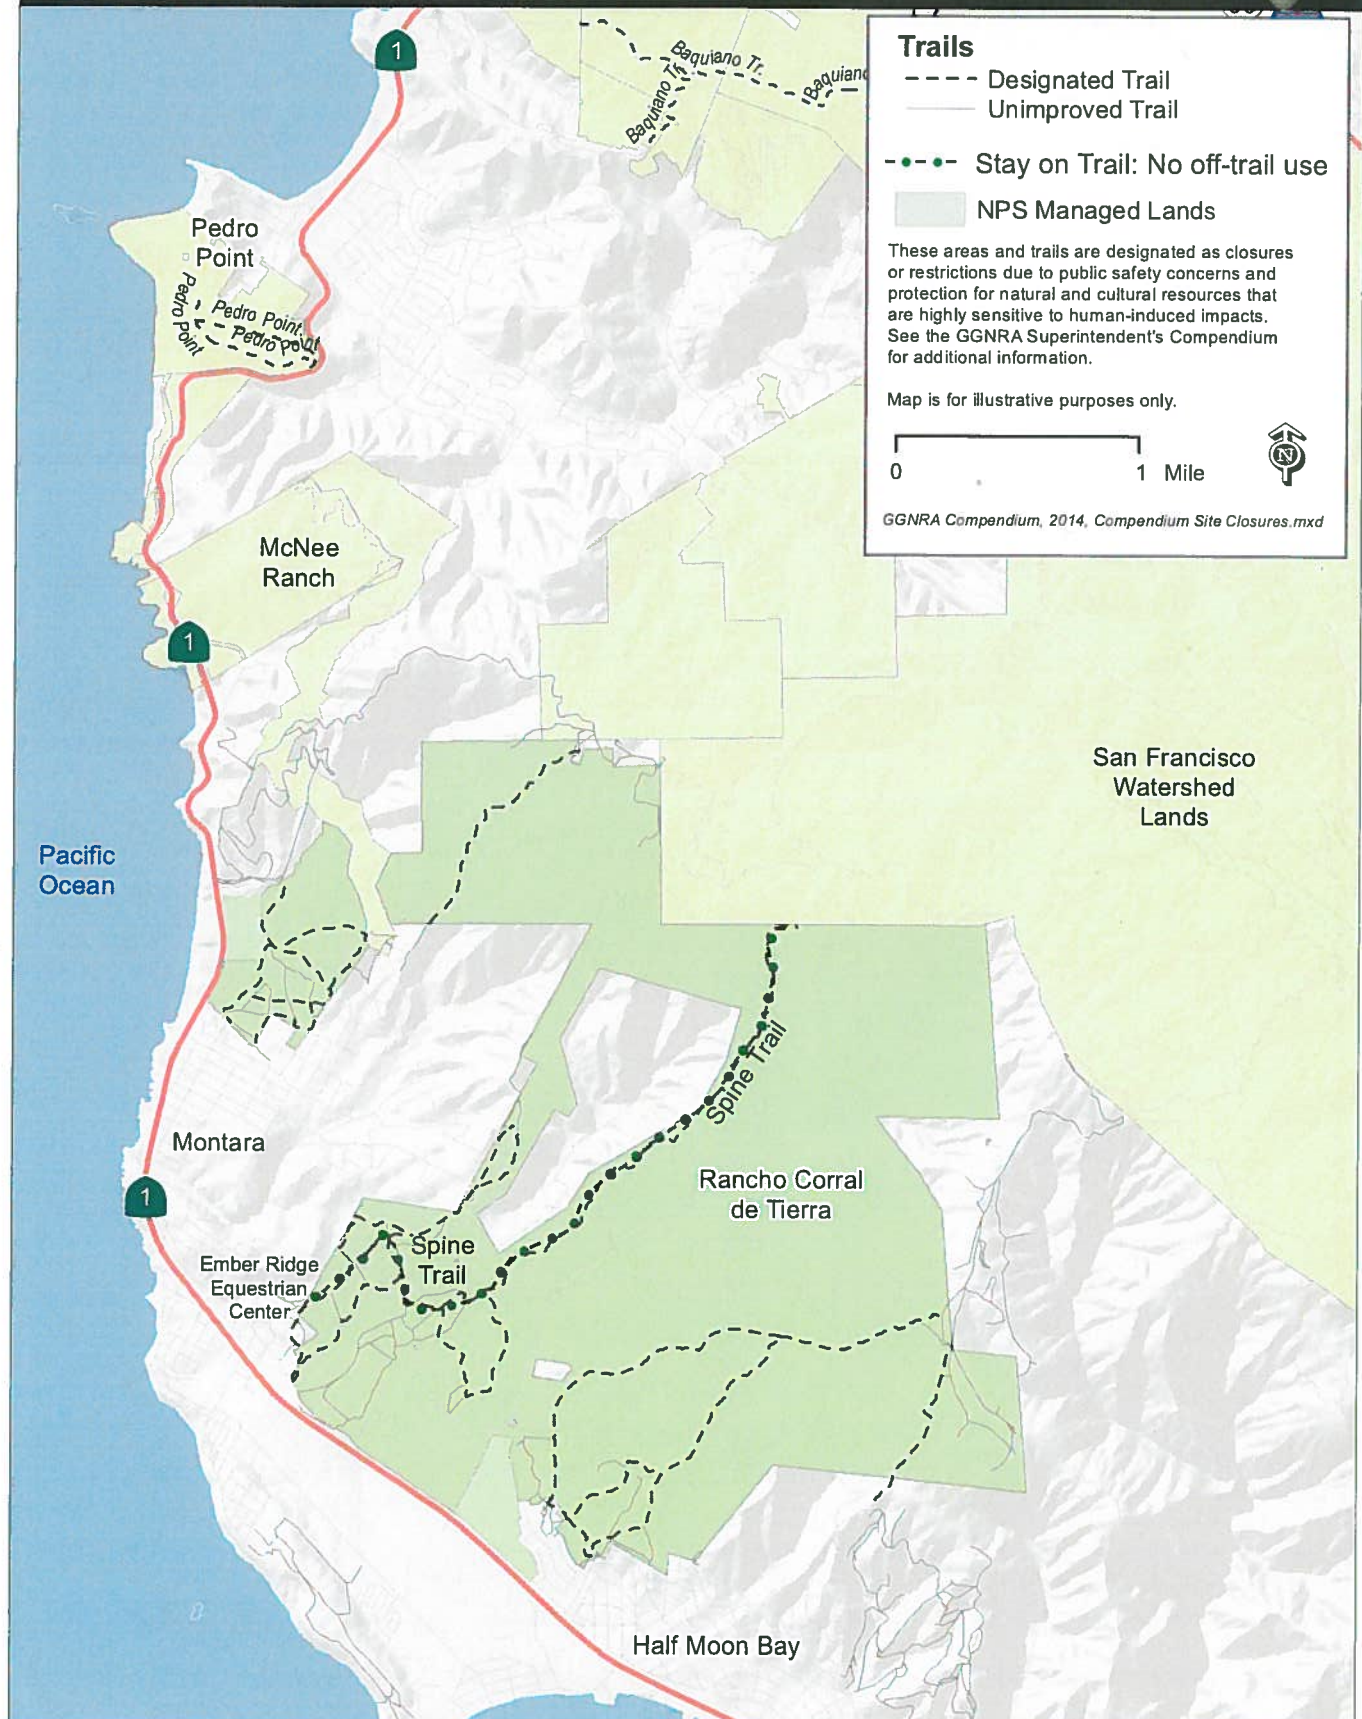 1
Baquiano Tr.
Baquiano Tr.
Baquiano
Trails
Designated Trail
Unimproved Trail
Stay on Trail: No off-trail use
NPS Managed Lands
These areas and trails are designated as closures
or restrictions due to public safety concerns and
protection for natural and cultural resources that
are highly sensitive to human-induced impacts.
See the GGNRA Superintendent's Compendium
for additional information.
Map is for illustrative purposes only.
0 1 Mile
N
GGNRA Compendium, 2014, Compendium Site Closures.mxd
Pedro
Point
Pedro Point
Pedro Point
Pedro Point
McNee
Ranch
1
San Francisco
Watershed
Lands
Pacific
Ocean
Spine Trail
Montara
Rancho Corral
de Tierra
1
Spine
Trail
Ember Ridge
Equestrian
Center
Half Moon Bay